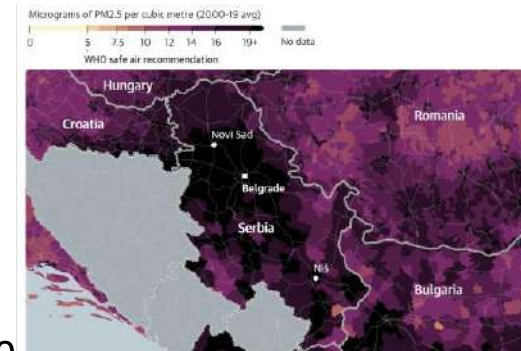 Micrograms of PM2.5 per cubic metre (2000-19 avg)
0 5 7.5 10 12 14 16 19+ No data
WHO safe air recommendation
Hungary
Croatia
Romania
Novi Sad
Belgrade
Serbia
Niš
Bulgaria